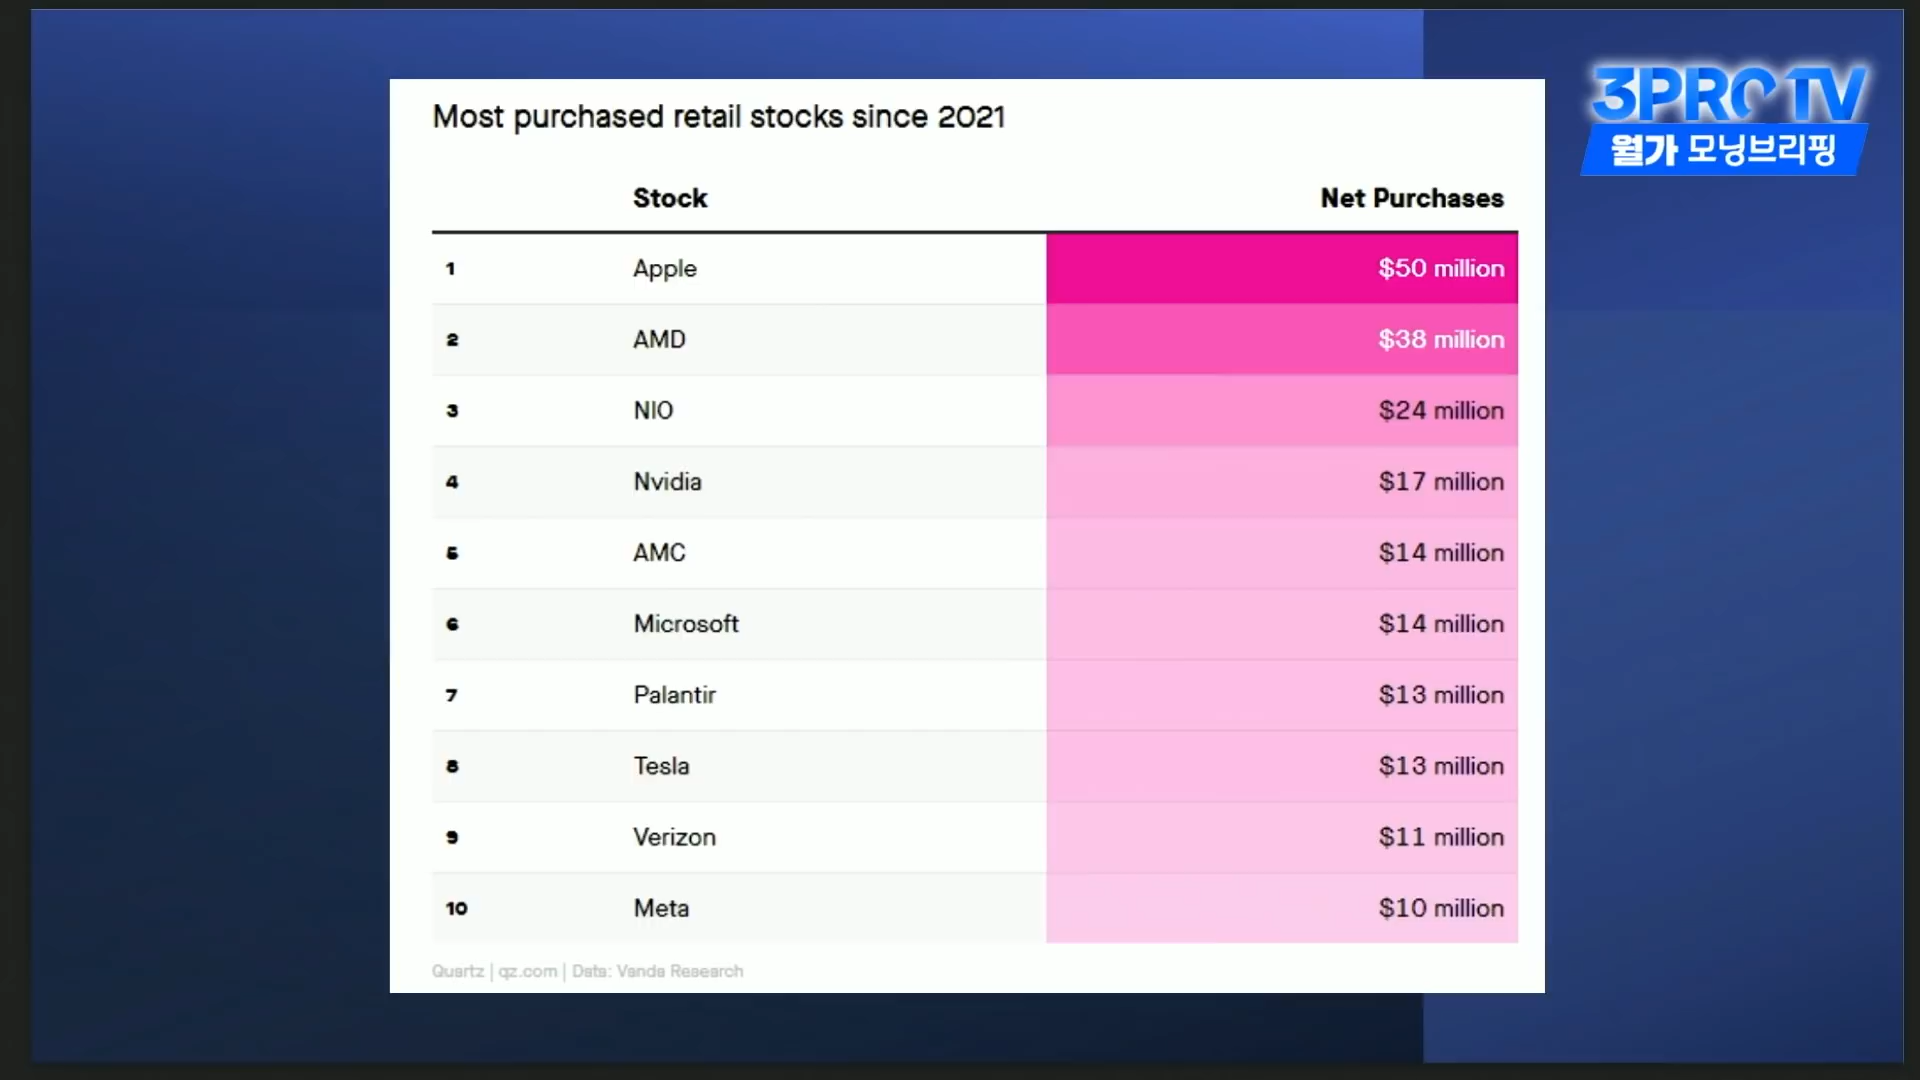 3PROTV
월가 모닝브리핑
Most purchased retail stocks since 2021
Stock Net Purchases
1 Apple $50 million
2 AMD $38 million
3 NIO $24 million
4 Nvidia $17 million
5 AMC $14 million
6 Microsoft $14 million
7 Palantir $13 million
8 Tesla $13 million
9 Verizon $11 million
10 Meta $10 million
Quartz | qz.com | Data: Vanda Research